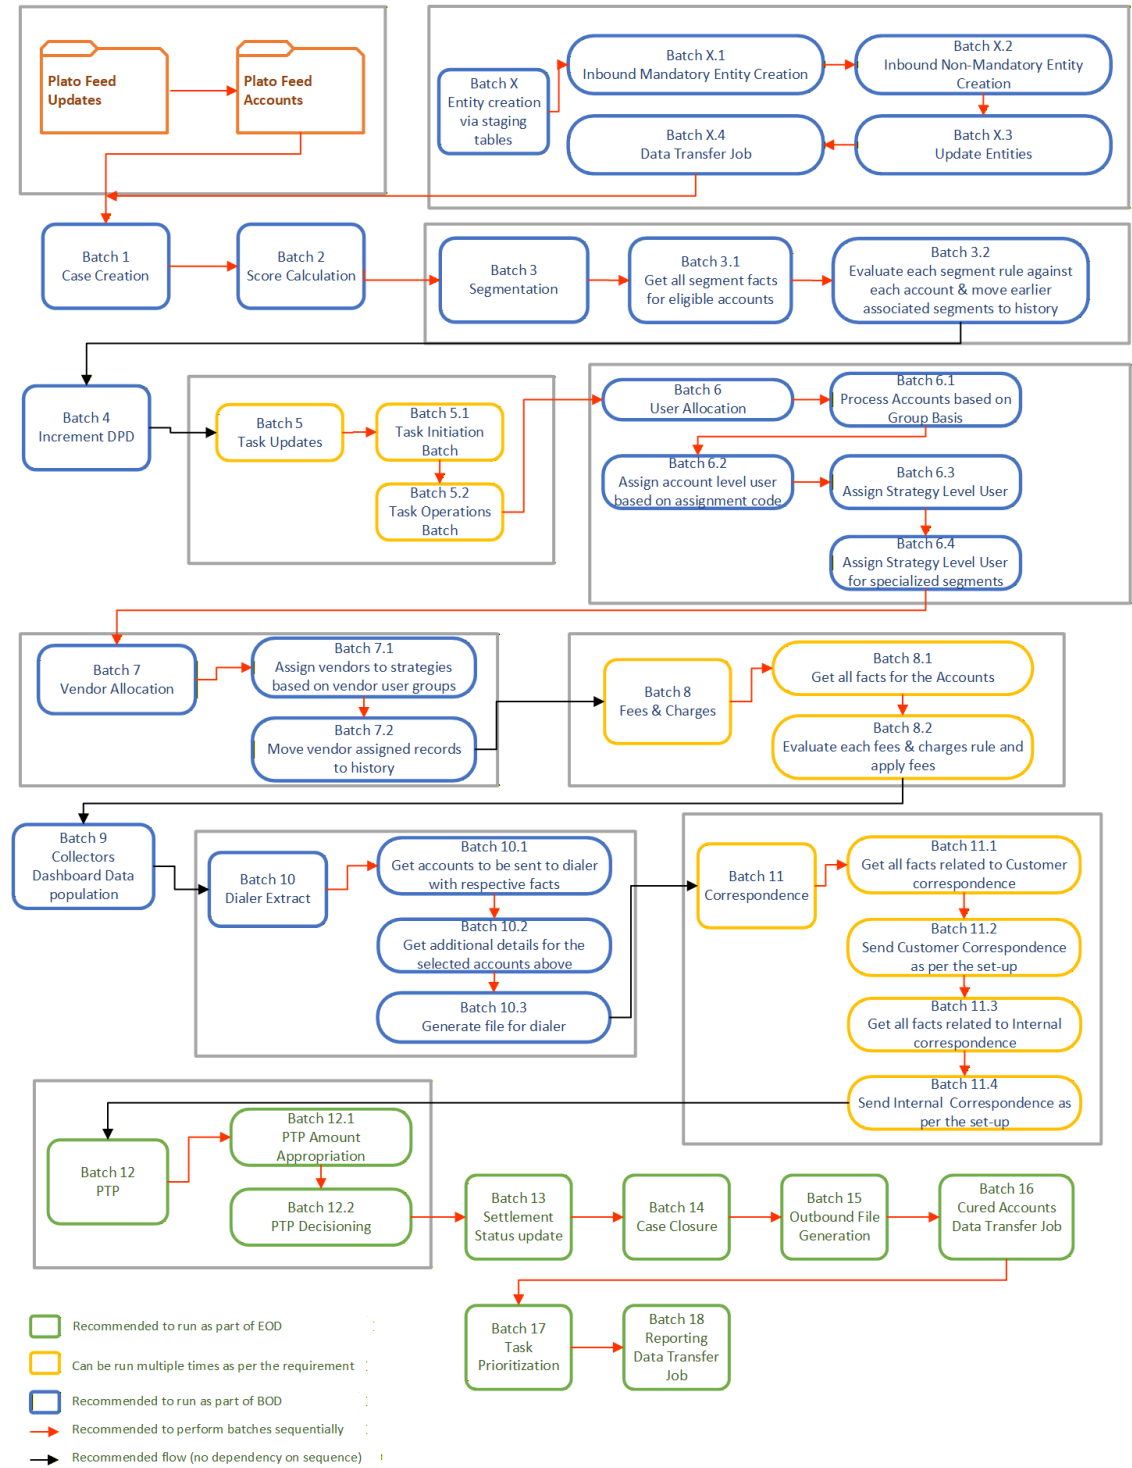 Plato Feed
Updates
Plato Feed
Accounts
Batch X
Entity creation
via staging
tables
Batch X.1
Inbound Mandatory Entity Creation
Batch X.2
Inbound Non-Mandatory Entity
Creation
Batch X.4
Data Transfer Job
Batch X.3
Update Entities
Batch 1
Case Creation
Batch 2
Score Calculation
Batch 3
Segmentation
Batch 3.1
Get all segment facts
for eligible accounts
Batch 3.2
Evaluate each segment rule against
each account & move earlier
associated segments to history
Batch 4
Increment DPD
Batch 5
Task Updates
Batch 5.1
Task Initiation
Batch
Batch 5.2
Task Operations
Batch
Batch 6
User Allocation
Batch 6.1
Process Accounts based on
Group Basis
Batch 6.2
Assign account level user
based on assignment code
Batch 6.3
Assign Strategy Level User
Batch 6.4
Assign Strategy Level User
for specialized segments
Batch 7
Vendor Allocation
Batch 7.1
Assign vendors to strategies
based on vendor user groups
Batch 7.2
Move vendor assigned records
to history
Batch 8
Fees & Charges
Batch 8.1
Get all facts for the Accounts
Batch 8.2
Evaluate each fees & charges rule and
apply fees
Batch 9
Collectors
Dashboard Data
population
Batch 10
Dialer Extract
Batch 10.1
Get accounts to be sent to dialer
with respective facts
Batch 10.2
Get additional details for the
selected accounts above
Batch 10.3
Generate file for dialer
Batch 11
Correspondence
Batch 11.1
Get all facts related to Customer
correspondence
Batch 11.2
Send Customer Correspondence
as per the set-up
Batch 11.3
Get all facts related to Internal
correspondence
Batch 11.4
Send Internal Correspondence as
per the set-up
Batch 12
PTP
Batch 12.1
PTP Amount
Appropriation
Batch 12.2
PTP Decisioning
Batch 13
Settlement
Status update
Batch 14
Case Closure
Batch 15
Outbound File
Generation
Batch 16
Cured Accounts
Data Transfer Job
Batch 17
Task
Prioritization
Batch 18
Reporting
Data Transfer
Job
Recommended to run as part of EOD
Can be run multiple times as per the requirement
Recommended to run as part of BOD
Recommended to perform batches sequentially
Recommended flow (no dependency on sequence)